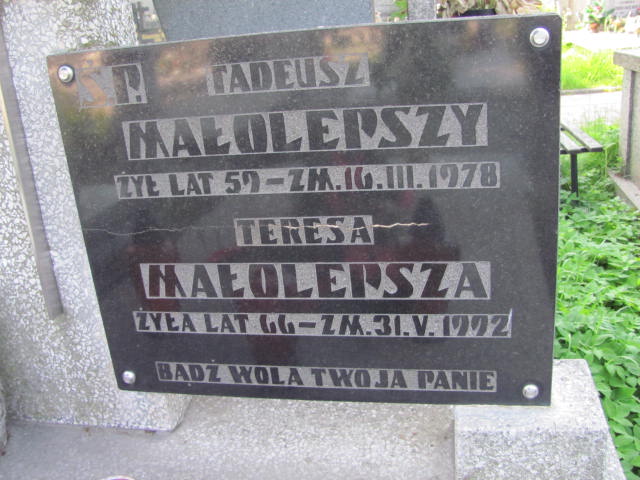 Ś.P. TADEUSZ
MAŁOLEPSZY
ŻYŁ LAT 59 – ZM. 16. III. 1978
TERESA
MAŁOLEPSZA
ŻYŁA LAT 66 – ZM. 31. V. 1992
BĄDŹ WOLA TWOJA PANIE